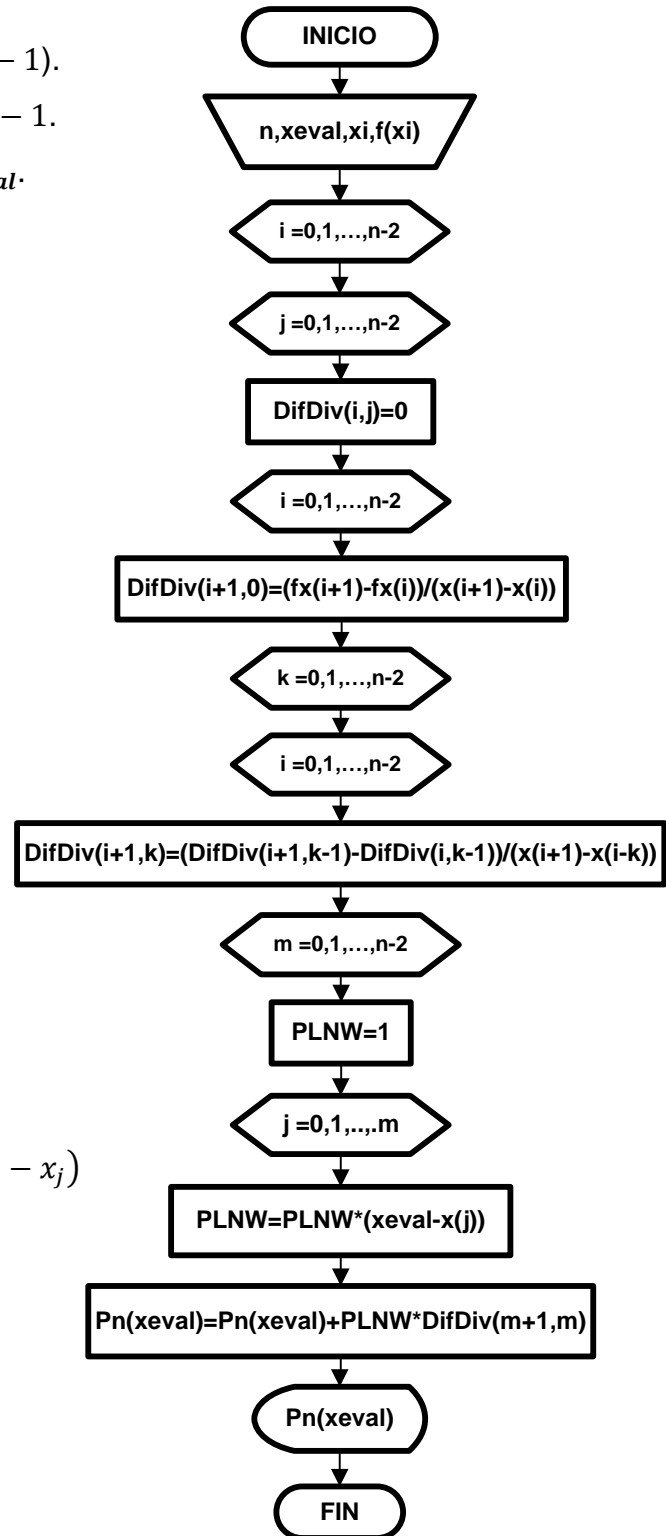 INICIO
− 1).
n,xeval,xi,f(xi)
− 1.
al.
i =0,1,…,n-2
j =0,1,…,n-2
DifDiv(i,j)=0
i =0,1,…,n-2
DifDiv(i+1,0)=(fx(i+1)-fx(i))/(x(i+1)-x(i))
k =0,1,…,n-2
i =0,1,…,n-2
DifDiv(i+1,k)=(DifDiv(i+1,k-1)-DifDiv(i,k-1))/(x(i+1)-x(i-k))
m =0,1,…,n-2
PLNW=1
j =0,1,..,.m
− xⱼ)
PLNW=PLNW*(xeval-x(j))
Pn(xeval)=Pn(xeval)+PLNW*DifDiv(m+1,m)
Pn(xeval)
FIN